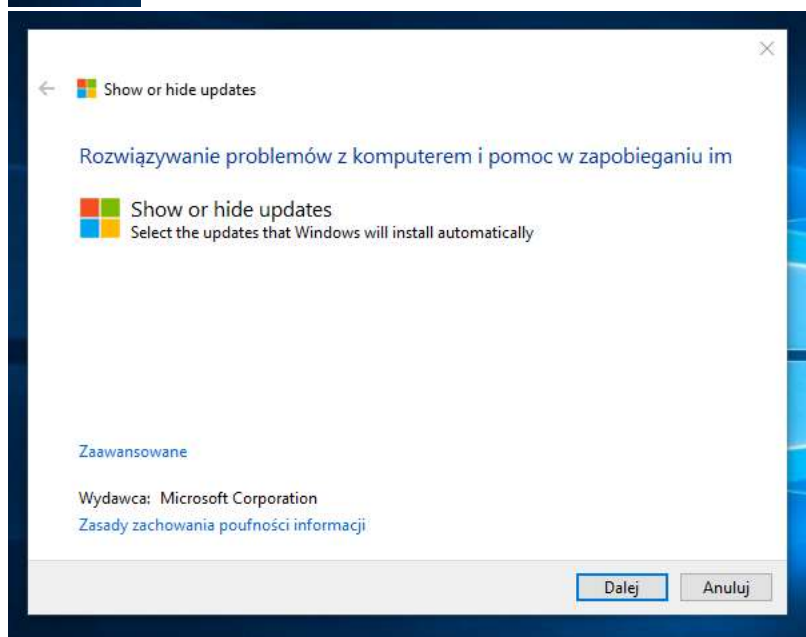 Show or hide updates
Rozwiązywanie problemów z komputerem i pomoc w zapobieganiu im
Show or hide updates
Select the updates that Windows will install automatically
Zaawansowane
Wydawca: Microsoft Corporation
Zasady zachowania poufności informacji
Dalej Anuluj